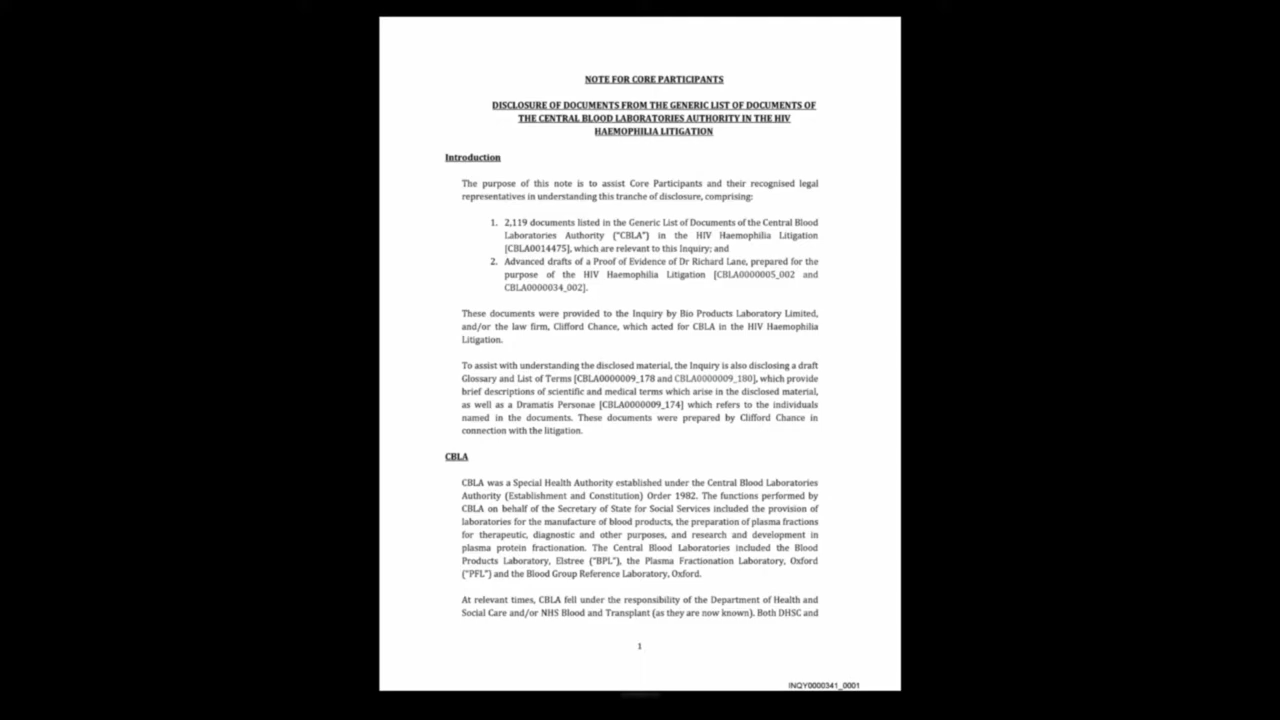 NOTE FOR CORE PARTICIPANTS
DISCLOSURE OF DOCUMENTS FROM THE GENERIC LIST OF DOCUMENTS OF
THE CENTRAL BLOOD LABORATORIES AUTHORITY IN THE HIV
HAEMOPHILIA LITIGATION
Introduction
The purpose of this note is to assist Core Participants and their recognised legal
representatives in understanding this tranche of disclosure, comprising:
1. 2,119 documents listed in the Generic List of Documents of the Central Blood
Laboratories Authority ("CBLA") in the HIV Haemophilia Litigation
[CBLA0014475], which are relevant to this Inquiry; and
2. Advanced drafts of a Proof of Evidence of Dr Richard Lane, prepared for the
purpose of the HIV Haemophilia Litigation [CBLA0000005_002 and
CBLA0000034_002].
These documents were provided to the Inquiry by Bio Products Laboratory Limited,
and/or the law firm, Clifford Chance, which acted for CBLA in the HIV Haemophilia
Litigation.
To assist with understanding the disclosed material, the Inquiry is also disclosing a draft
Glossary and List of Terms [CBLA0000009_178 and CBLA0000009_180], which provide
brief descriptions of scientific and medical terms which arise in the disclosed material,
as well as a Dramatis Personae [CBLA0000009_174] which refers to the individuals
named in the documents. These documents were prepared by Clifford Chance in
connection with the litigation.
CBLA
CBLA was a Special Health Authority established under the Central Blood Laboratories
Authority (Establishment and Constitution) Order 1982. The functions performed by
CBLA on behalf of the Secretary of State for Social Services included the provision of
laboratories for the manufacture of blood products, the preparation of plasma fractions
for therapeutic, diagnostic and other purposes, and research and development in
plasma protein fractionation. The Central Blood Laboratories included the Blood
Products Laboratory, Elstree ("BPL"), the Plasma Fractionation Laboratory, Oxford
("PFL") and the Blood Group Reference Laboratory, Oxford.
At relevant times, CBLA fell under the responsibility of the Department of Health and
Social Care and/or NHS Blood and Transplant (as they are now known). Both DHSC and
1
INQY0000341_0001